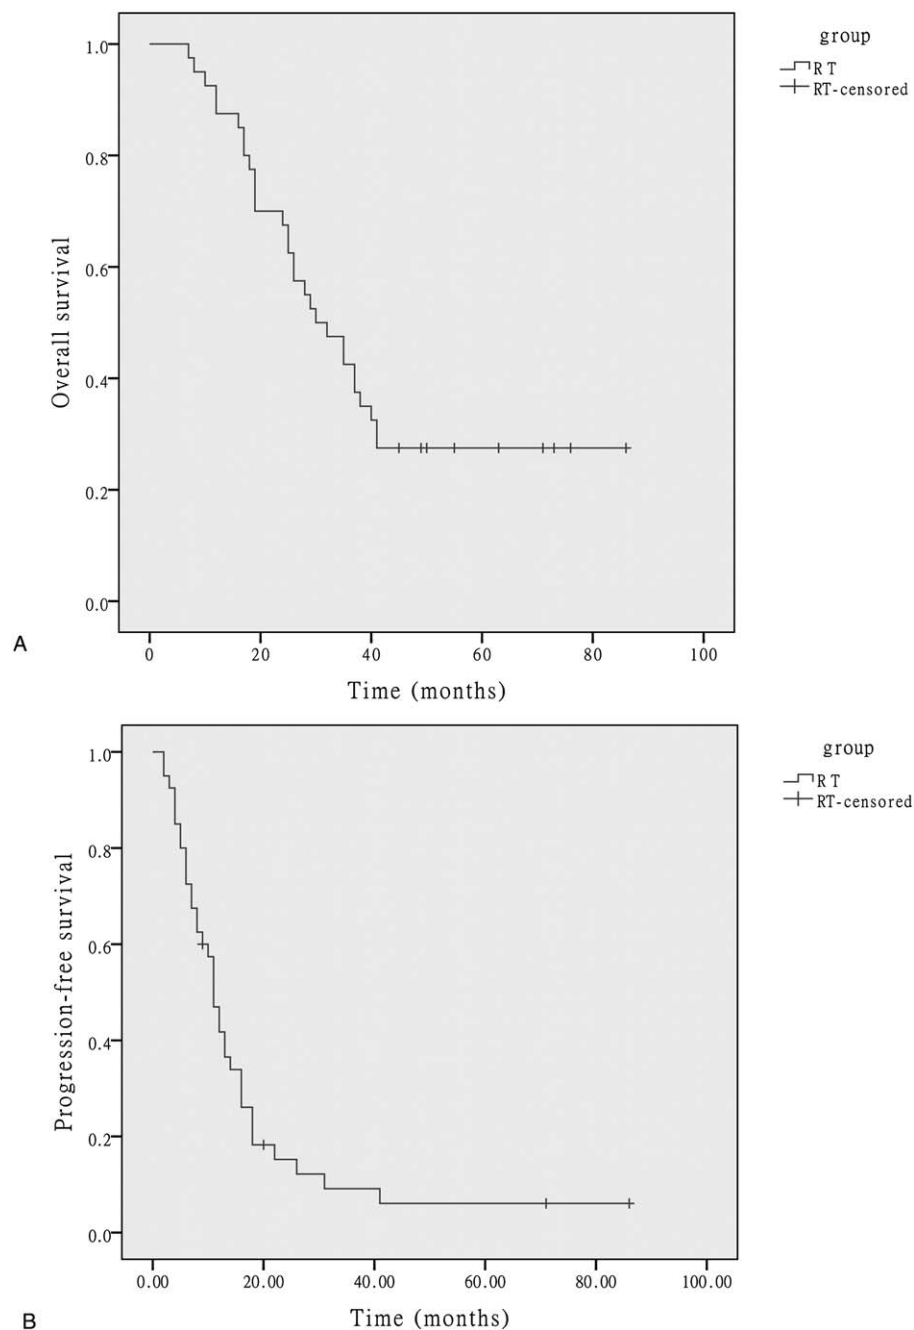 group
RT
RT-censored
1.0
0.8
0.6
0.4
0.2
0.0
Overall survival
0 20 40 60 80 100
Time (months)
A
group
RT
RT-censored
1.0
0.8
0.6
0.4
0.2
0.0
Progression-free survival
0.00 20.00 40.00 60.00 80.00 100.00
Time (months)
B